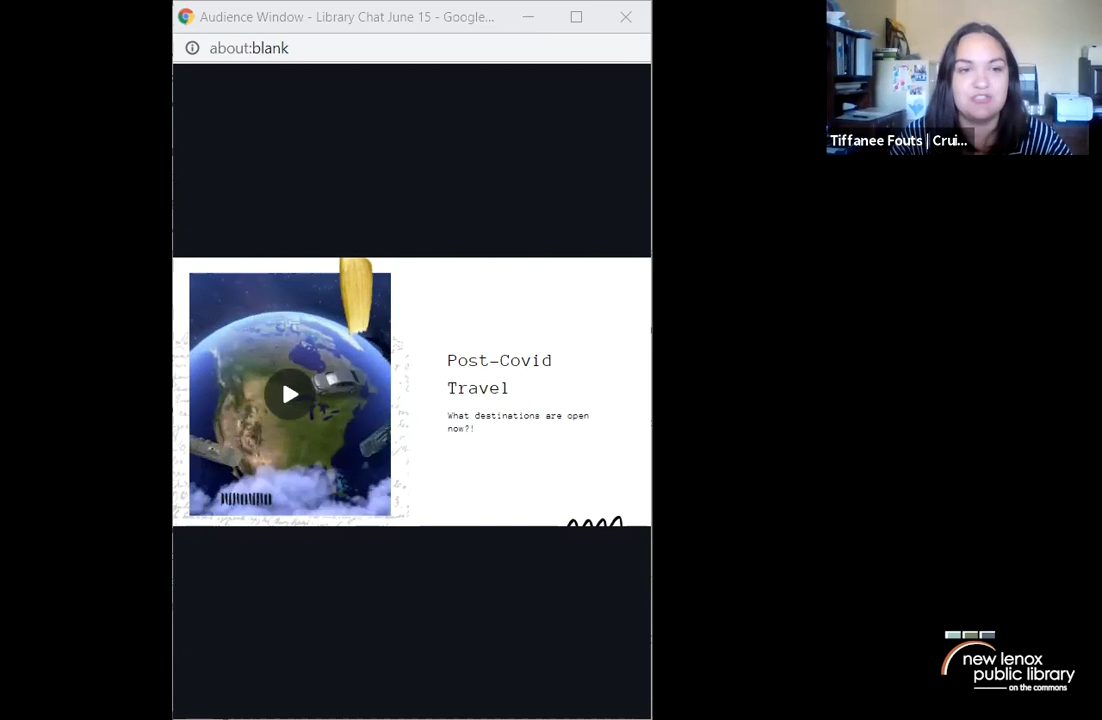 Audience Window - Library Chat June 15 - Google...
about:blank
Tiffanee Fouts | Crui...
Post-Covid
Travel
What destinations are open
now?!
new lenox
public library
on the commons